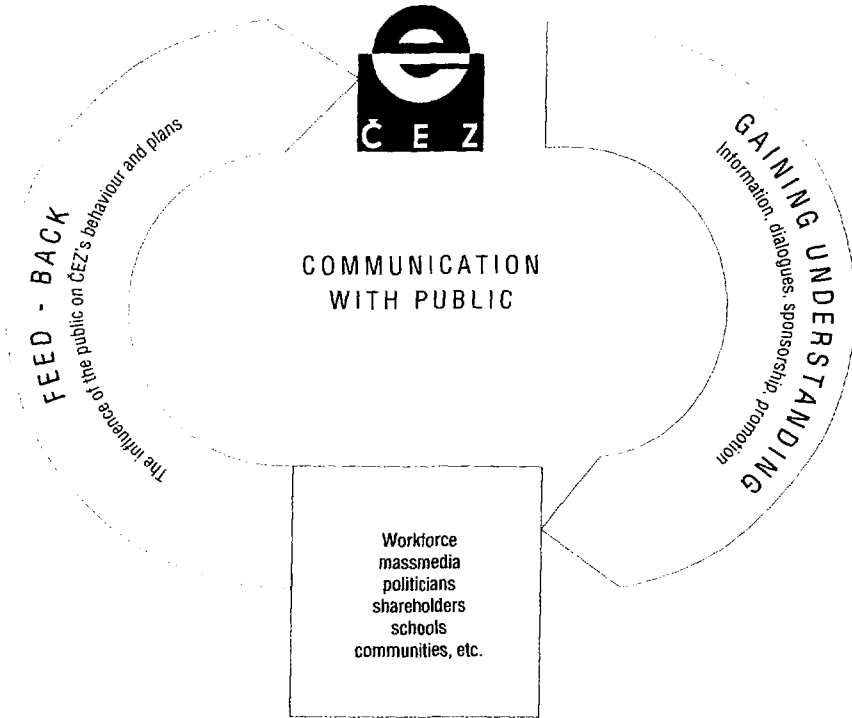 e
ČEZ
GAINING UNDERSTANDING
Information, dialogues, sponsorship, promotion
COMMUNICATION
WITH PUBLIC
FEED - BACK
The influence of the public on ČEZ's behaviour and plans
Workforce
massmedia
politicians
shareholders
schools
communities, etc.